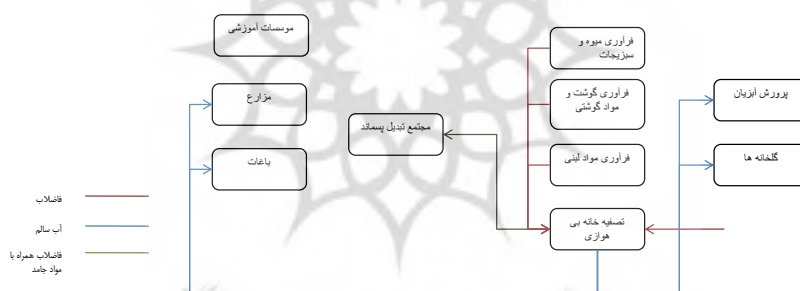 موسسات آموزشی
فرآوری میوه و
سبزیجات
مزارع
فرآوری گوشت و
مواد گوشتی
پرورش آبزیان
مجتمع تبدیل پسماند
باغات
فرآوری مواد لبنی
گلخانه ها
تصفیه خانه بی
هوازی
فاضلاب
آب سالم
فاضلاب همراه با
مواد جامد